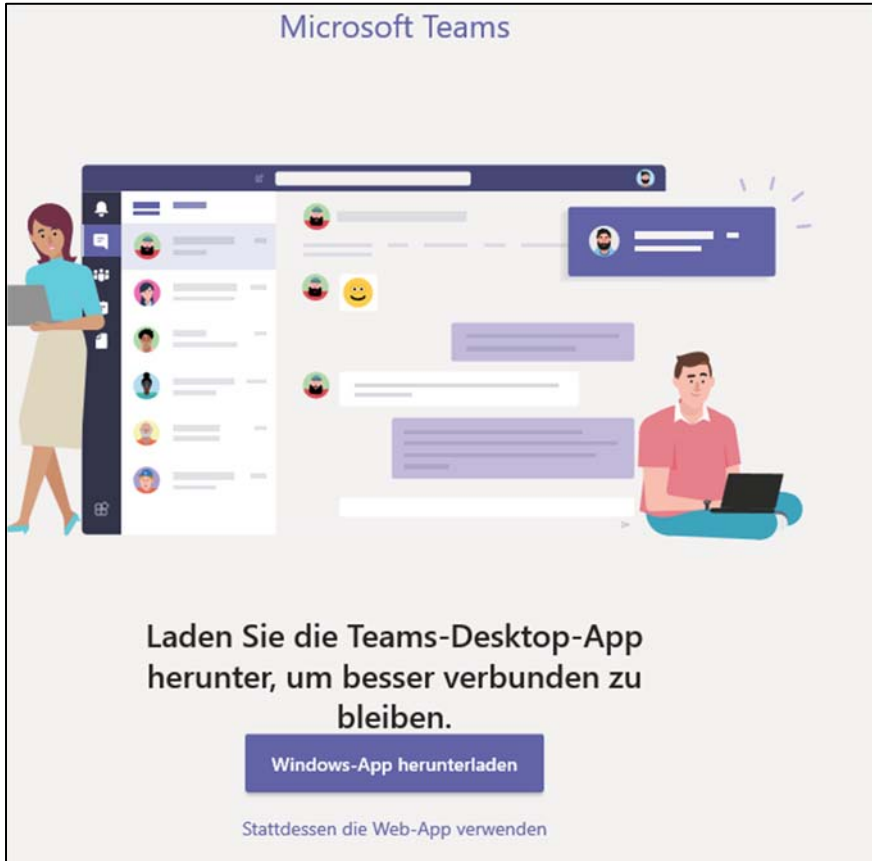 Microsoft Teams
Laden Sie die Teams-Desktop-App
herunter, um besser verbunden zu
bleiben.
Windows-App herunterladen
Stattdessen die Web-App verwenden